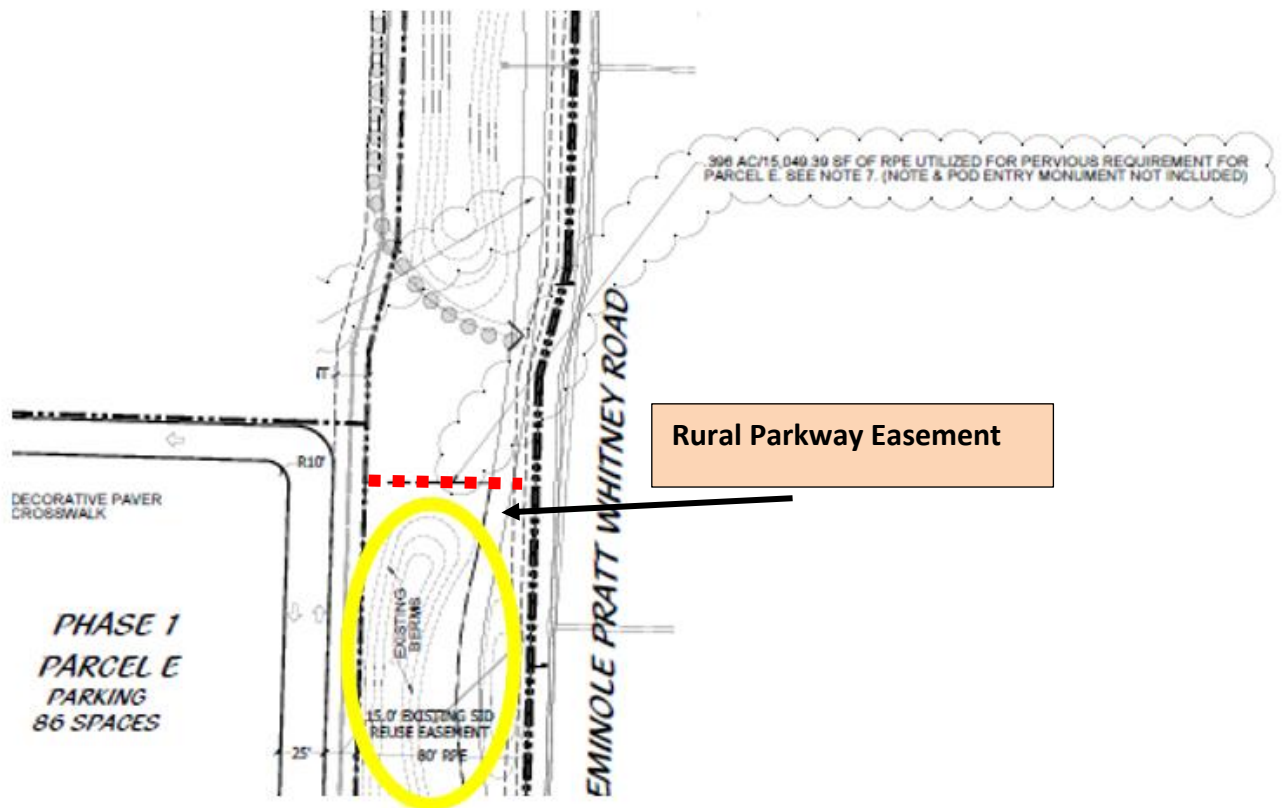 .396 AC/15,049.39 SF OF RPE UTILIZED FOR PERVIOUS REQUIREMENT FOR
PARCEL E. SEE NOTE 7. (NOTE & POD ENTRY MONUMENT NOT INCLUDED)
EMINOLE PRATT WHITNEY ROAD
Rural Parkway Easement
R10'
DECORATIVE PAVER
CROSSWALK
EXISTING
BERMS
PHASE 1
PARCEL E
PARKING
86 SPACES
15.0' EXISTING SID
REUSE EASEMENT
25'
80' RPE